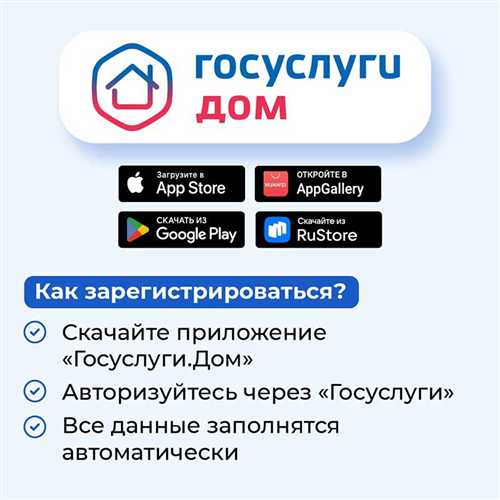 госуслуги
дом
Загрузите в
App Store
ОТКРОЙТЕ В
AppGallery
HUAWEI
СКАЧАТЬ ИЗ
Google Play
Скачайте из
RuStore
Как зарегистрироваться?
Скачайте приложение
«Госуслуги.Дом»
Авторизуйтесь через «Госуслуги»
Все данные заполнятся
автоматически